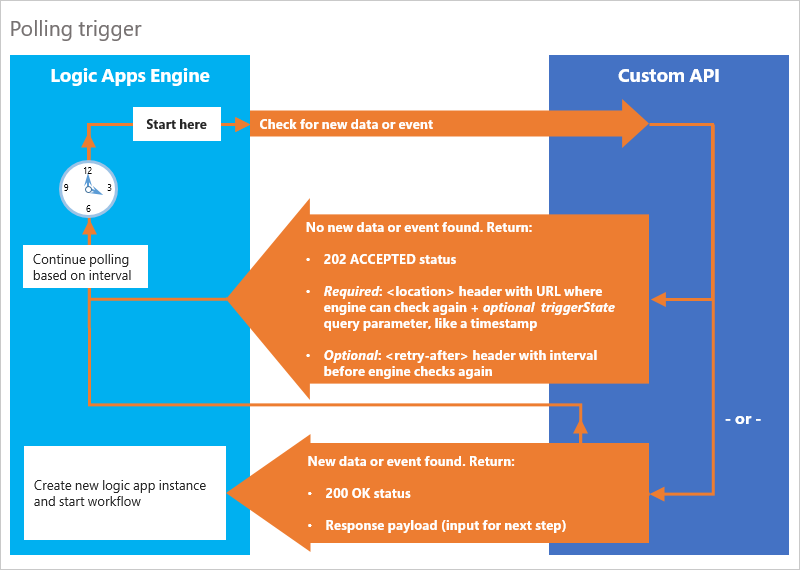 Polling trigger
Logic Apps Engine
Custom API
Start here
Check for new data or event
12
9
3
6
Continue polling
based on interval
No new data or event found. Return:
• 202 ACCEPTED status
• Required: <location> header with URL where
engine can check again + optional triggerState
query parameter, like a timestamp
• Optional: <retry-after> header with interval
before engine checks again
- or -
New data or event found. Return:
• 200 OK status
• Response payload (input for next step)
Create new logic app instance
and start workflow